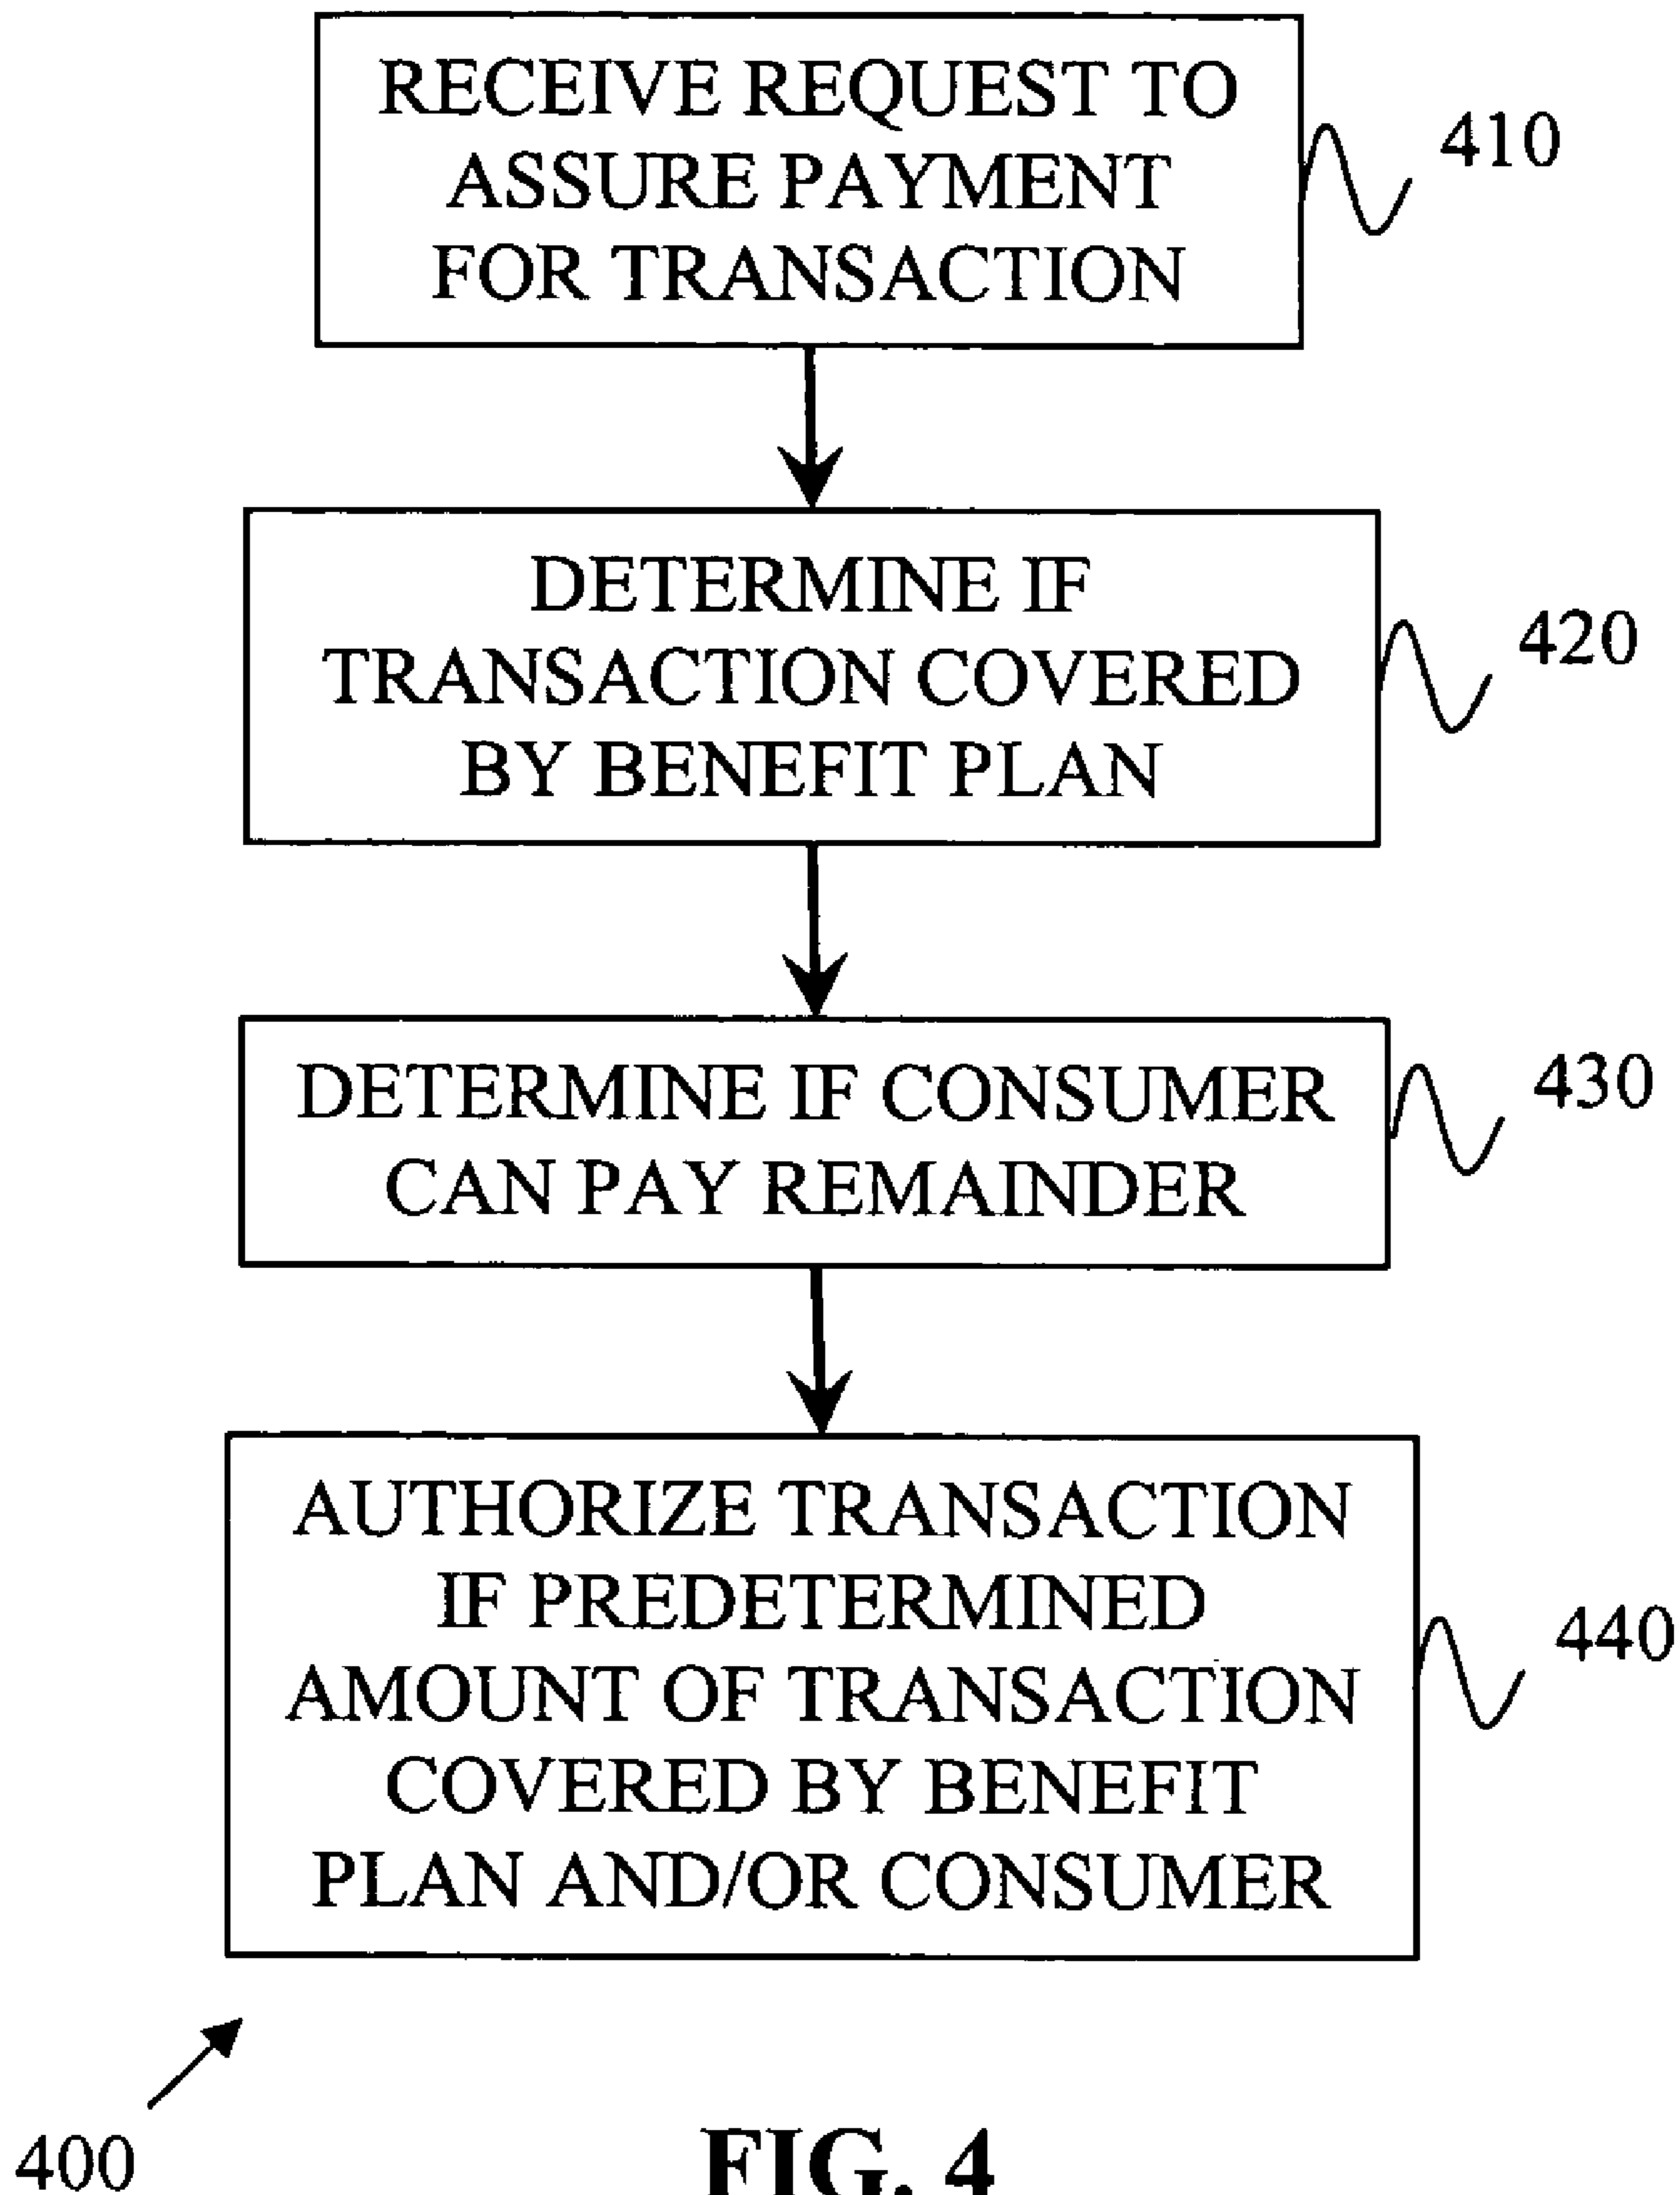 RECEIVE REQUEST TO
ASSURE PAYMENT
FOR TRANSACTION
410
DETERMINE IF
TRANSACTION COVERED
BY BENEFIT PLAN
420
DETERMINE IF CONSUMER
CAN PAY REMAINDER
430
AUTHORIZE TRANSACTION
IF PREDETERMINED
AMOUNT OF TRANSACTION
COVERED BY BENEFIT
PLAN AND/OR CONSUMER
440
400
FIG. 4